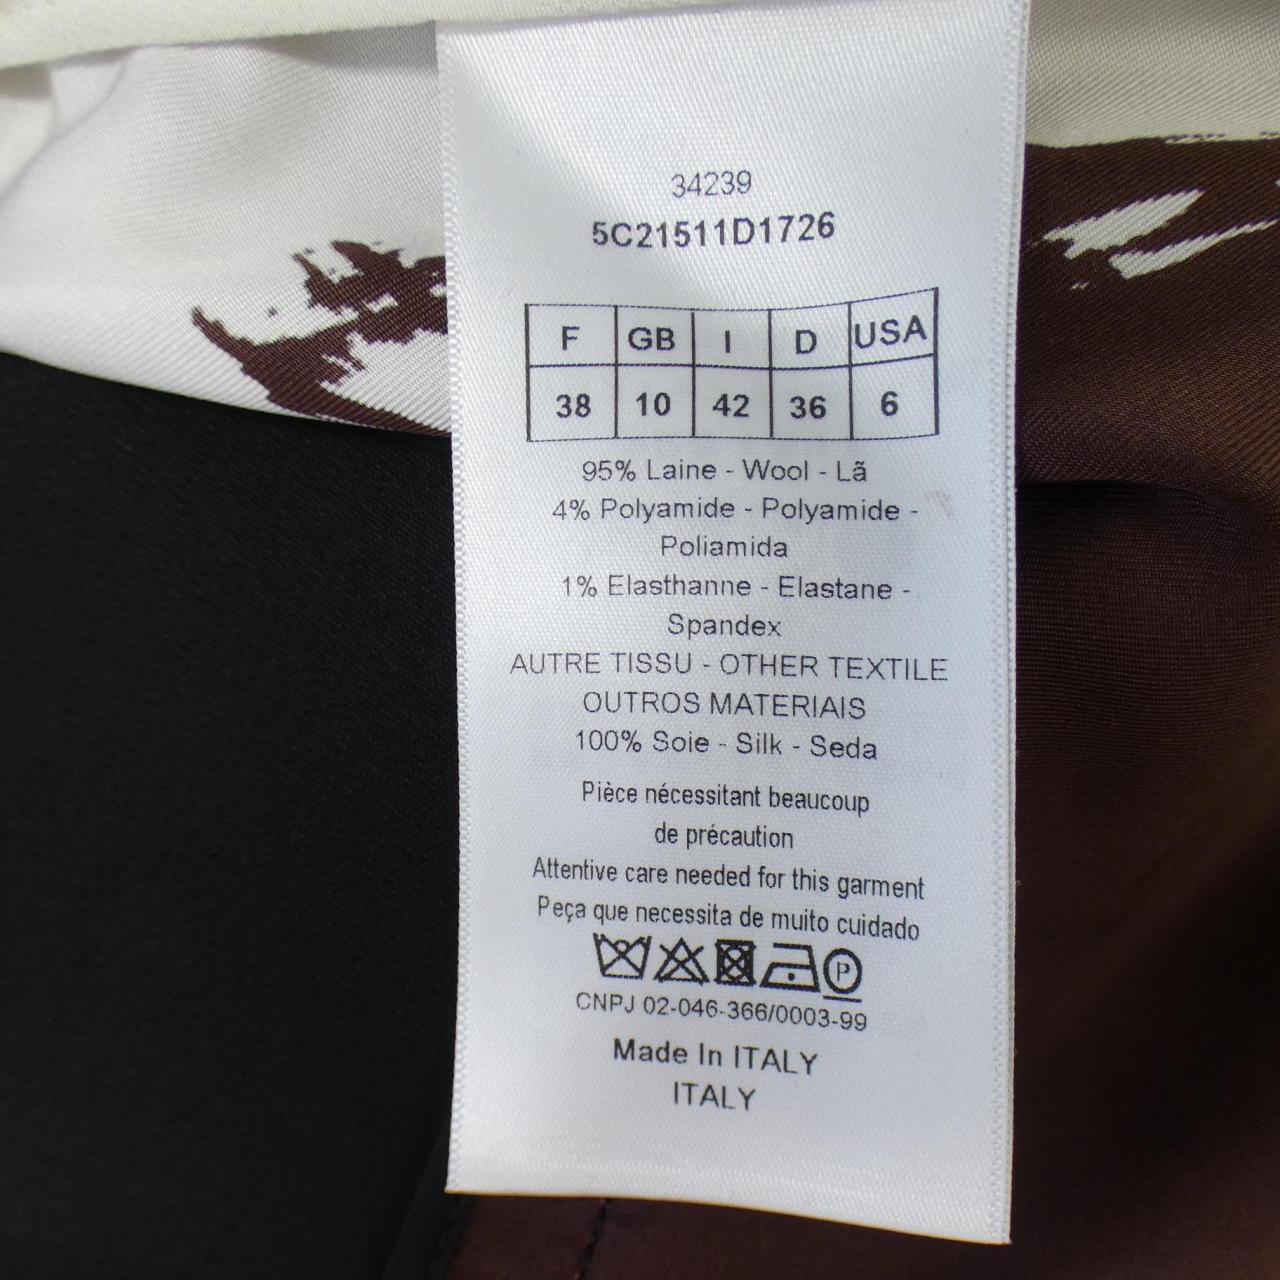 34239
5C21511D1726
F GB I D USA
38 10 42 36 6
95% Laine - Wool - Lã
4% Polyamide - Polyamide -
Poliamida
1% Elasthanne - Elastane -
Spandex
AUTRE TISSU - OTHER TEXTILE
OUTROS MATERIAIS
100% Soie - Silk - Seda
Pièce nécessitant beaucoup
de précaution
Attentive care needed for this garment
Peça que necessita de muito cuidado
P
CNPJ 02-046-366/0003-99
Made In ITALY
ITALY